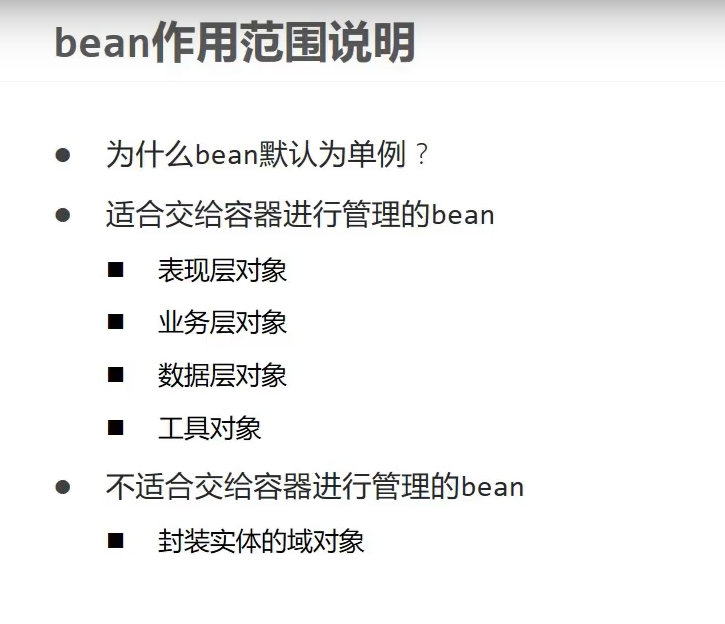 bean作用范围说明
为什么bean默认为单例？
适合交给容器进行管理的bean
表现层对象
业务层对象
数据层对象
工具对象
不适合交给容器进行管理的bean
封装实体的域对象